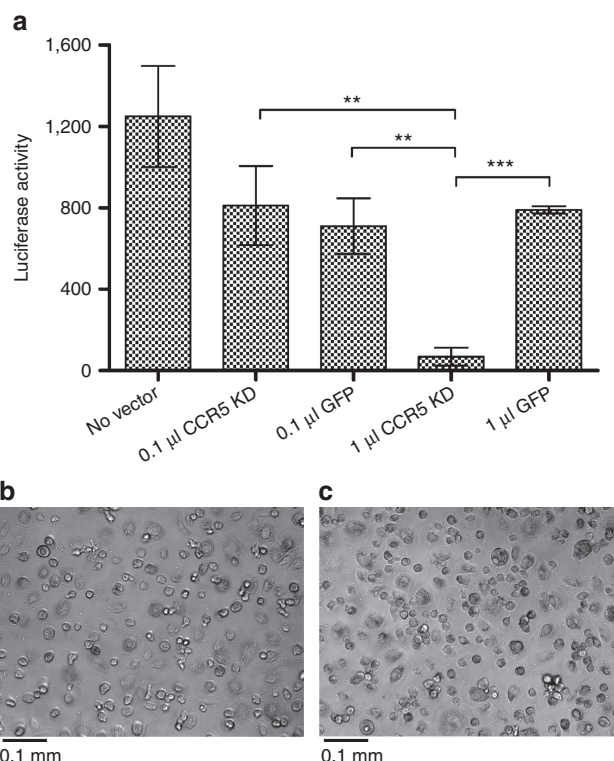 a
1,600
1,200
800
400
0
Luciferase activity
**
**
***
No vector
0.1 µl CCR5 KD
0.1 µl GFP
1 µl CCR5 KD
1 µl GFP
b
c
0.1 mm
0.1 mm